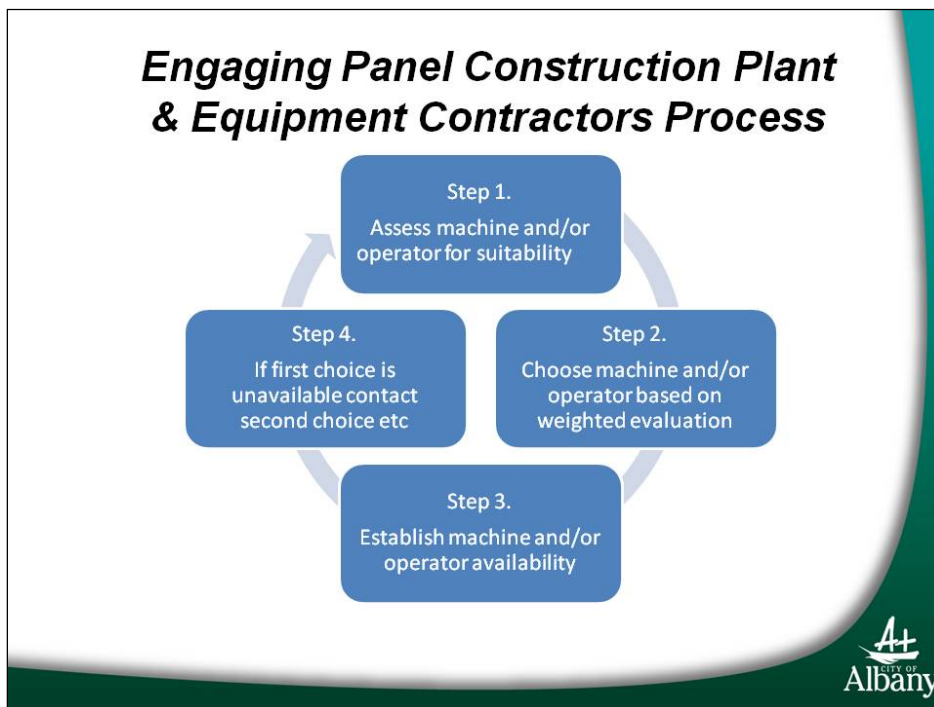 Engaging Panel Construction Plant
& Equipment Contractors Process
Step 1.
Assess machine and/or
operator for suitability
Step 2.
Choose machine and/or
operator based on
weighted evaluation
Step 3.
Establish machine and/or
operator availability
Step 4.
If first choice is
unavailable contact
second choice etc
CITY OF
Albany